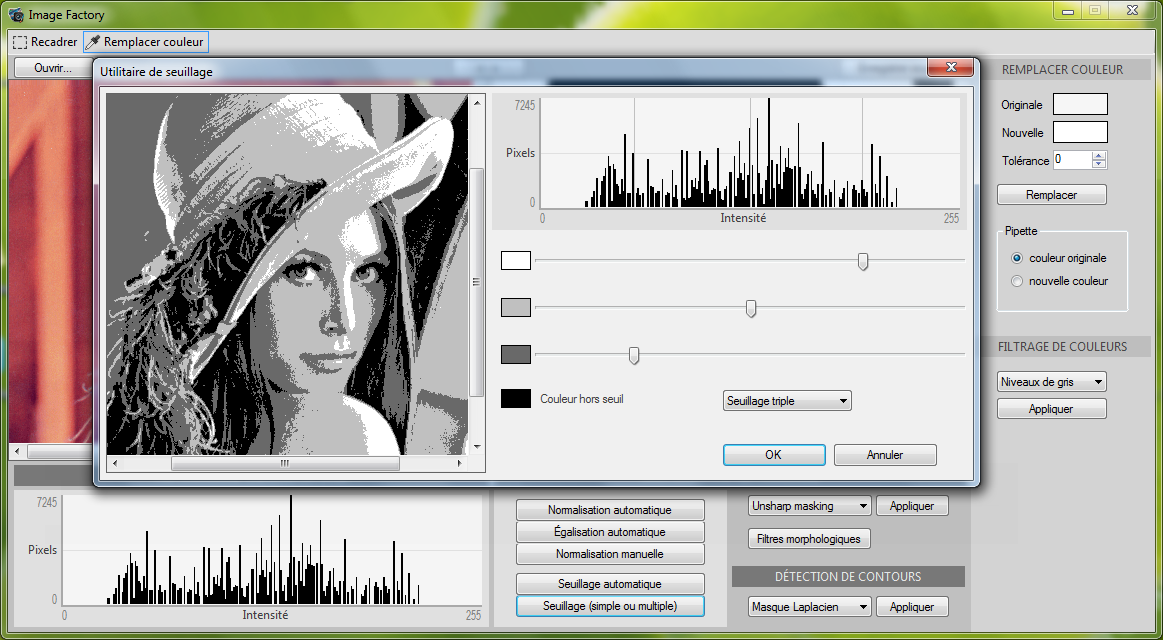 Image Factory
Recadrer
Remplacer couleur
Ouvrir...
Utilitaire de seuillage
7245
Pixels
0
0
Intensité
255
Couleur hors seuil
Seuillage triple
OK
Annuler
REMPLACER COULEUR
Originale
Nouvelle
Tolérance
0
Remplacer
Pipette
couleur originale
nouvelle couleur
FILTRAGE DE COULEURS
Niveaux de gris
Appliquer
7245
Pixels
0
0
Intensité
255
Normalisation automatique
Égalisation automatique
Normalisation manuelle
Seuillage automatique
Seuillage (simple ou multiple)
Unsharp masking
Appliquer
Filtres morphologiques
DÉTECTION DE CONTOURS
Masque Laplacien
Appliquer